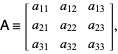 A ≡ [ a₁₁ a₁₂ a₁₃
a₂₁ a₂₂ a₂₃
a₃₁ a₃₂ a₃₃ ],